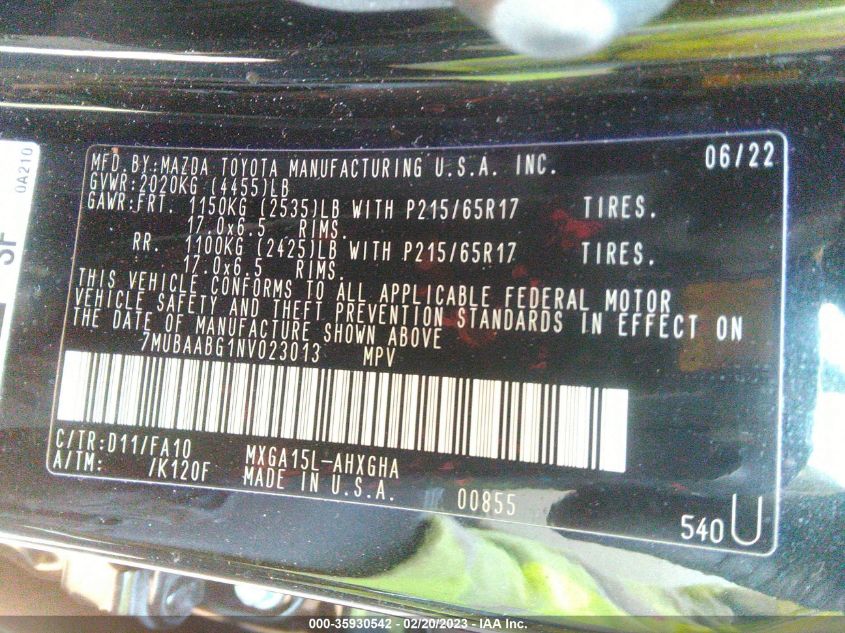 MFD. BY:MAZDA TOYOTA MANUFACTURING U.S.A. INC. 06/22
GVWR:2020KG (4455)LB
GAWR:FRT. 1150KG (2535)LB WITH P215/65R17 TIRES.
17.0x6.5 RIMS.
RR. 1100KG (2425)LB WITH P215/65R17 TIRES.
17.0x6.5 RIMS.
THIS VEHICLE CONFORMS TO ALL APPLICABLE FEDERAL MOTOR
VEHICLE SAFETY AND THEFT PREVENTION STANDARDS IN EFFECT ON
THE DATE OF MANUFACTURE SHOWN ABOVE
7MUBAABG1NV023013 MPV
C/TR:D11/FA10 MXGA15L-AHXGHA
A/TM: /K120F MADE IN U.S.A. 00855
540 U
0A210
000-35930542 - 02/20/2023 - IAA Inc.